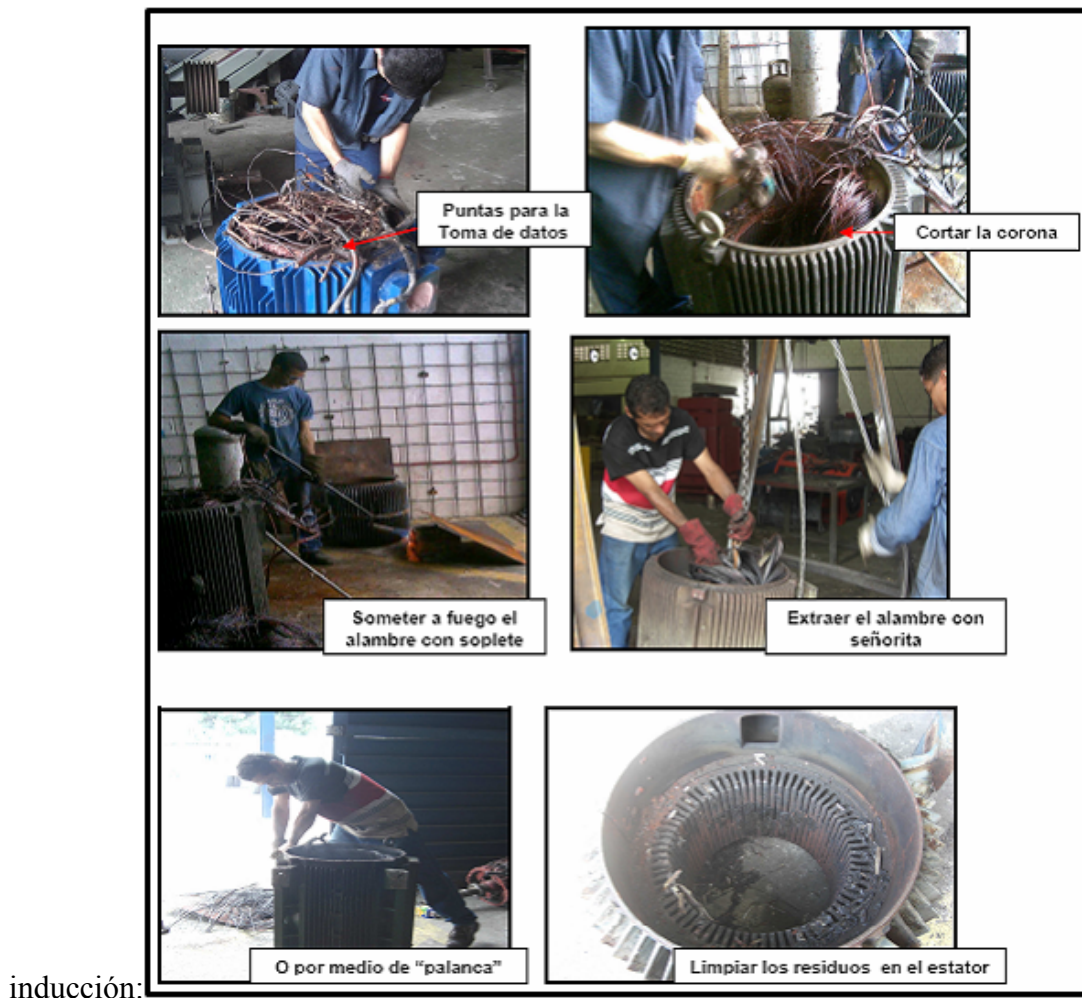 Puntas para la
Toma de datos
Cortar la corona
Someter a fuego el
alambre con soplete
Extraer el alambre con
señorita
O por medio de "palanca"
Limpiar los residuos en el estator
inducción: